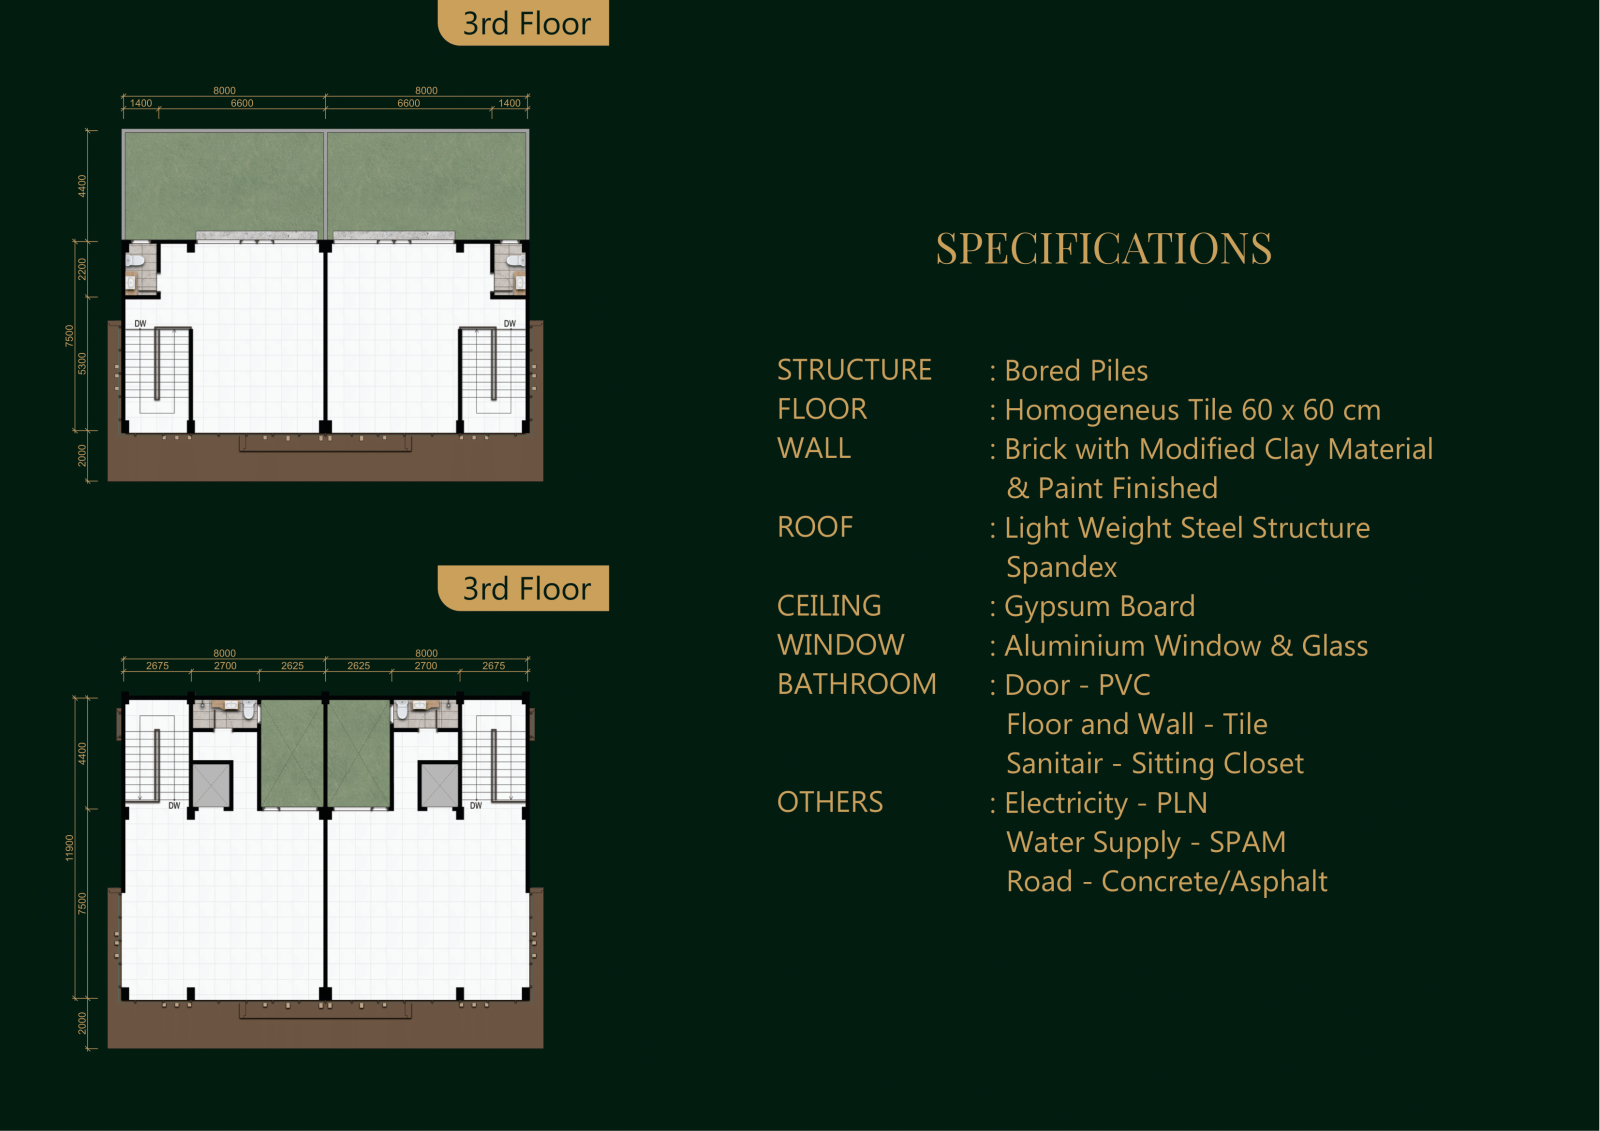 3rd Floor
8000 8000
1400 6600 6600 1400
4400
2200
7500
5300
2000
DW DW
3rd Floor
8000 8000
2675 2700 2625 2625 2700 2675
4400
11900
7500
2000
DW DW
SPECIFICATIONS
STRUCTURE : Bored Piles
FLOOR : Homogeneus Tile 60 x 60 cm
WALL : Brick with Modified Clay Material
& Paint Finished
ROOF : Light Weight Steel Structure
Spandex
CEILING : Gypsum Board
WINDOW : Aluminium Window & Glass
BATHROOM : Door - PVC
Floor and Wall - Tile
Sanitair - Sitting Closet
OTHERS : Electricity - PLN
Water Supply - SPAM
Road - Concrete/Asphalt